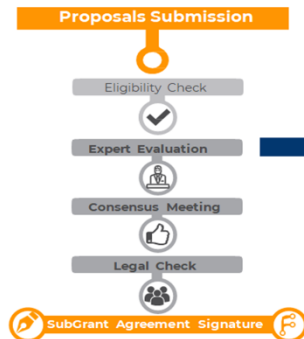 Proposals Submission
Eligibility Check
Expert Evaluation
Consensus Meeting
Legal Check
SubGrant Agreement Signature